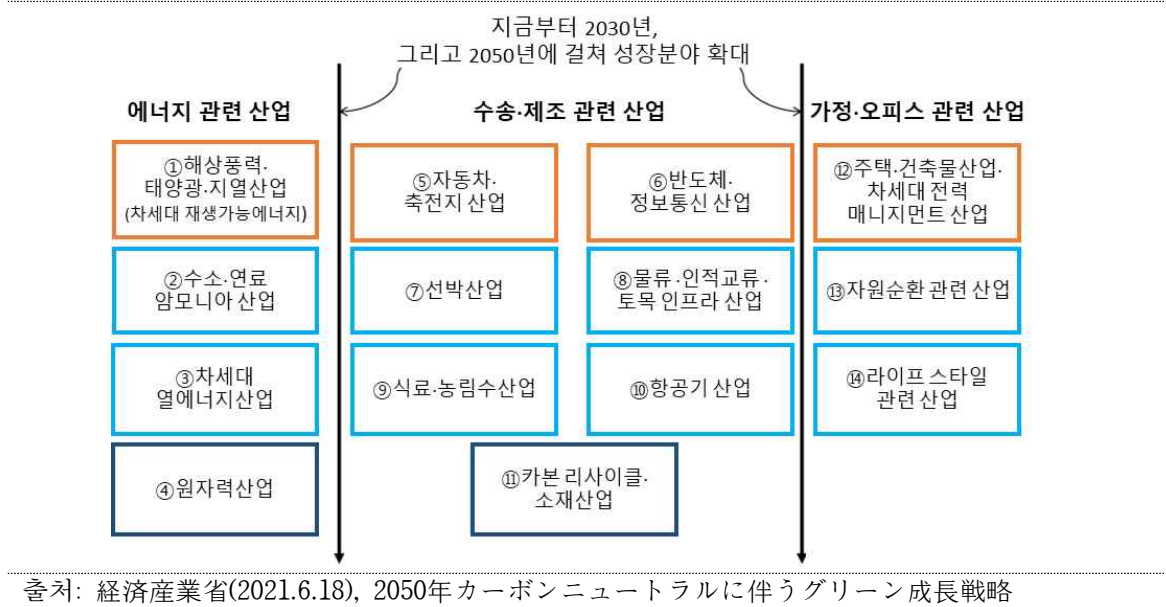 지금부터 2030년,
그리고 2050년에 걸쳐 성장분야 확대
에너지 관련 산업
수송·제조 관련 산업
가정·오피스 관련 산업
①해상풍력·
태양광·지열산업
(차세대 재생가능에너지)
⑤자동차·
축전지 산업
⑥반도체·
정보통신 산업
⑫주택·건축물산업·
차세대 전력
매니지먼트 산업
②수소·연료
암모니아 산업
⑦선박산업
⑧물류·인적교류·
토목 인프라 산업
⑬자원순환 관련 산업
③차세대
열에너지산업
⑨식료·농림수산업
⑩항공기 산업
⑭라이프 스타일
관련 산업
④원자력산업
⑪카본 리사이클·
소재산업
출처: 経済産業省(2021.6.18), 2050年カーボンニュートラルに伴うグリーン成長戦略